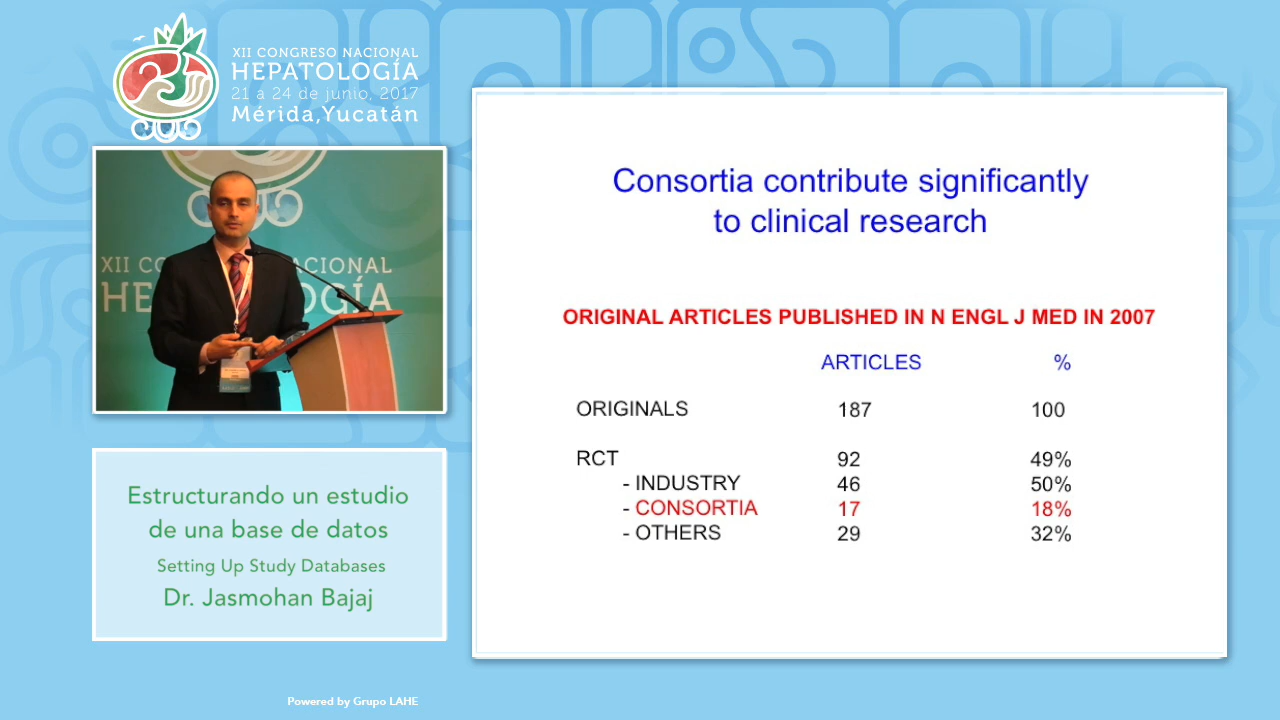 XII CONGRESO NACIONAL
HEPATOLOGÍA
21 a 24 de junio, 2017
Mérida,Yucatán
XII CO ACIONAL
HE OGÍA
Estructurando un estudio
de una base de datos
Setting Up Study Databases
Dr. Jasmohan Bajaj
Powered by Grupo LAHE
Consortia contribute significantly
to clinical research
ORIGINAL ARTICLES PUBLISHED IN N ENGL J MED IN 2007
ARTICLES %
ORIGINALS 187 100
RCT 92 49%
- INDUSTRY 46 50%
- CONSORTIA 17 18%
- OTHERS 29 32%